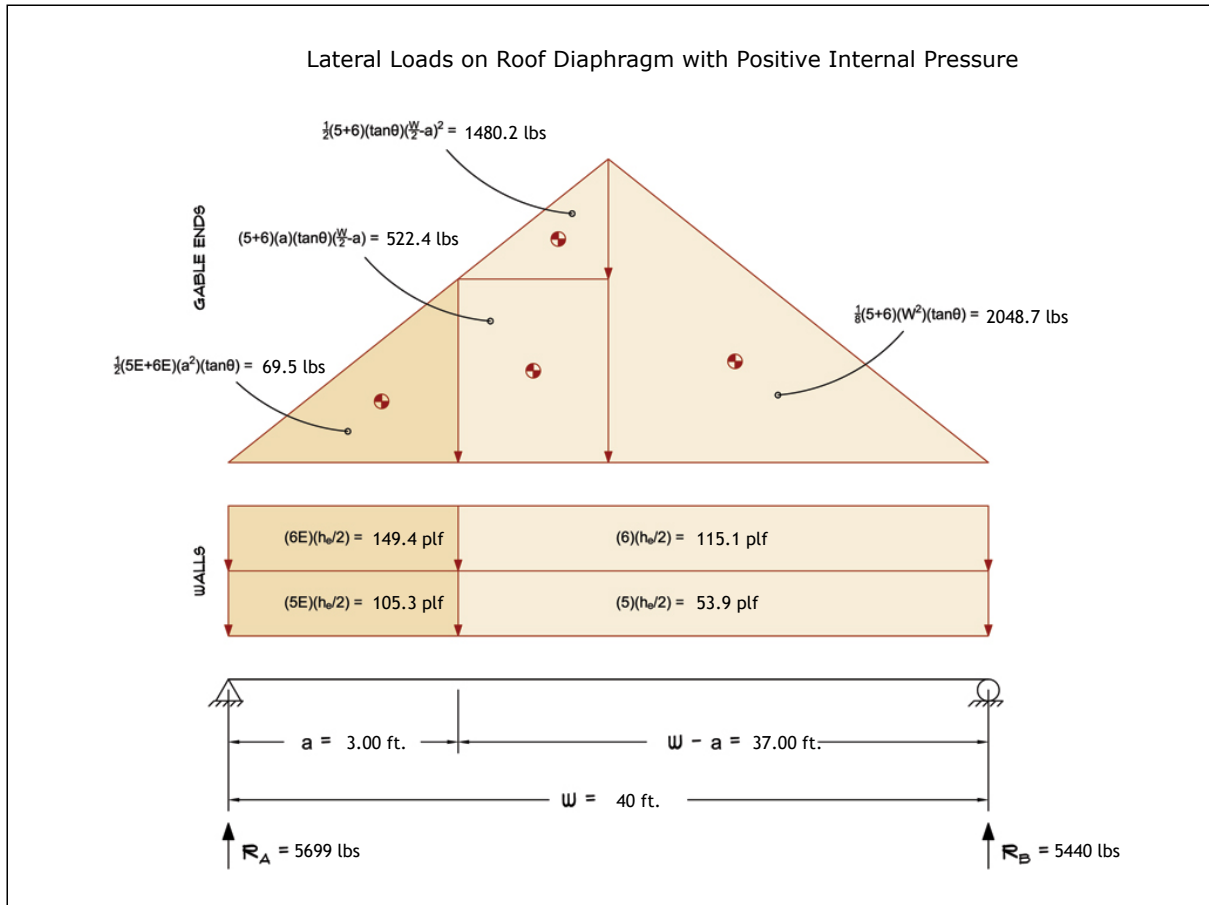 Lateral Loads on Roof Diaphragm with Positive Internal Pressure
½(5+6)(tanθ)(W/2-a)² = 1480.2 lbs
GABLE ENDS
(5+6)(a)(tanθ)(W/2-a) = 522.4 lbs
⅛(5+6)(W²)(tanθ) = 2048.7 lbs
½(5E+6E)(a²)(tanθ) = 69.5 lbs
WALLS
(6E)(hₑ/2) = 149.4 plf
(6)(hₑ/2) = 115.1 plf
(5E)(hₑ/2) = 105.3 plf
(5)(hₑ/2) = 53.9 plf
a = 3.00 ft.
W - a = 37.00 ft.
W = 40 ft.
R_A = 5699 lbs
R_B = 5440 lbs